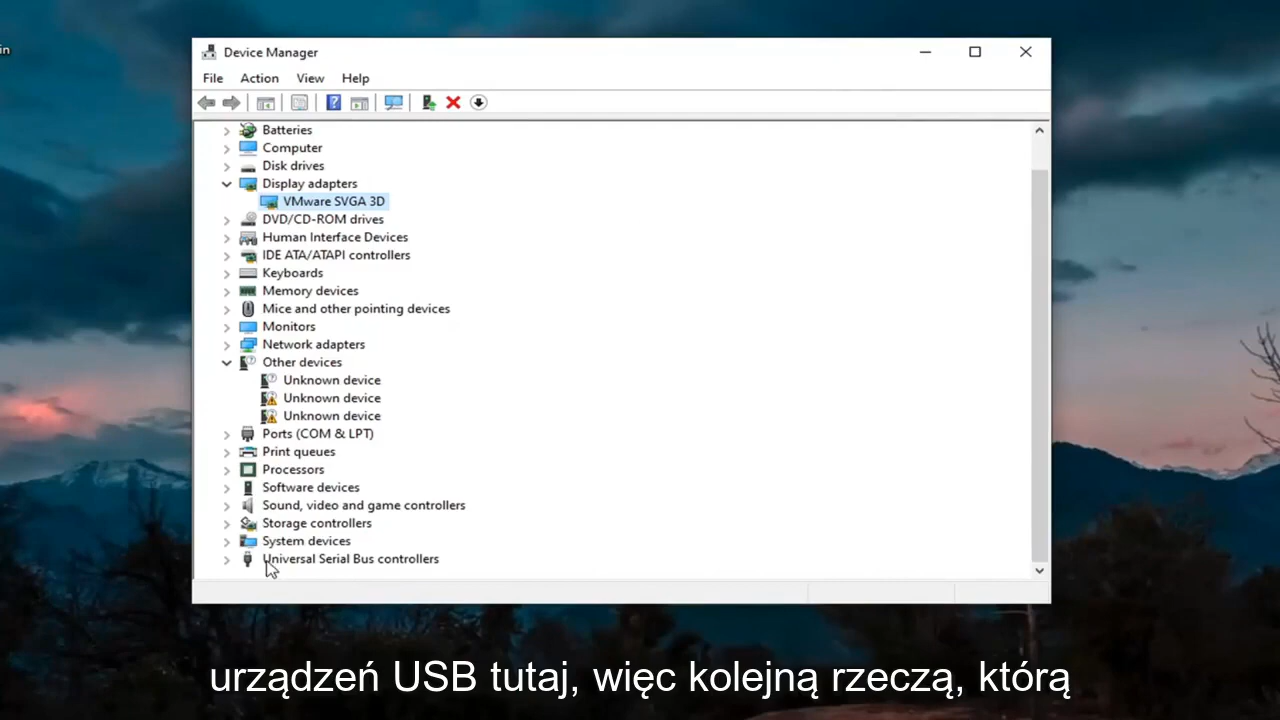 in
Device Manager
File Action View Help
Batteries
Computer
Disk drives
Display adapters
VMware SVGA 3D
DVD/CD-ROM drives
Human Interface Devices
IDE ATA/ATAPI controllers
Keyboards
Memory devices
Mice and other pointing devices
Monitors
Network adapters
Other devices
Unknown device
Unknown device
Unknown device
Ports (COM & LPT)
Print queues
Processors
Software devices
Sound, video and game controllers
Storage controllers
System devices
Universal Serial Bus controllers
urządzeń USB tutaj, więc kolejną rzeczą, którą